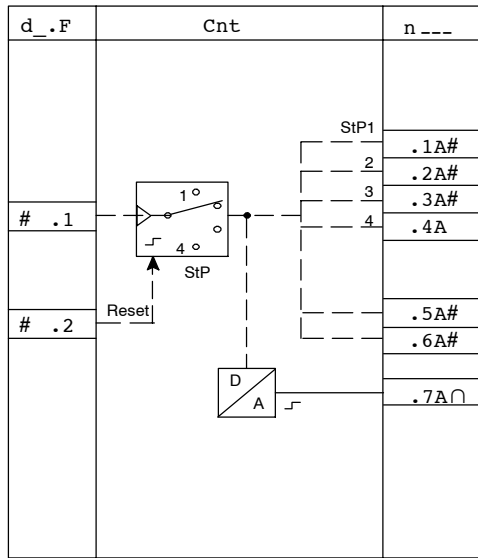 d_.F Cnt n___
StP1
.1A#
2
.2A#
1
3
.3A#
# .1
4
.4A
4
StP
Reset
.5A#
# .2
.6A#
D
A
.7A∩